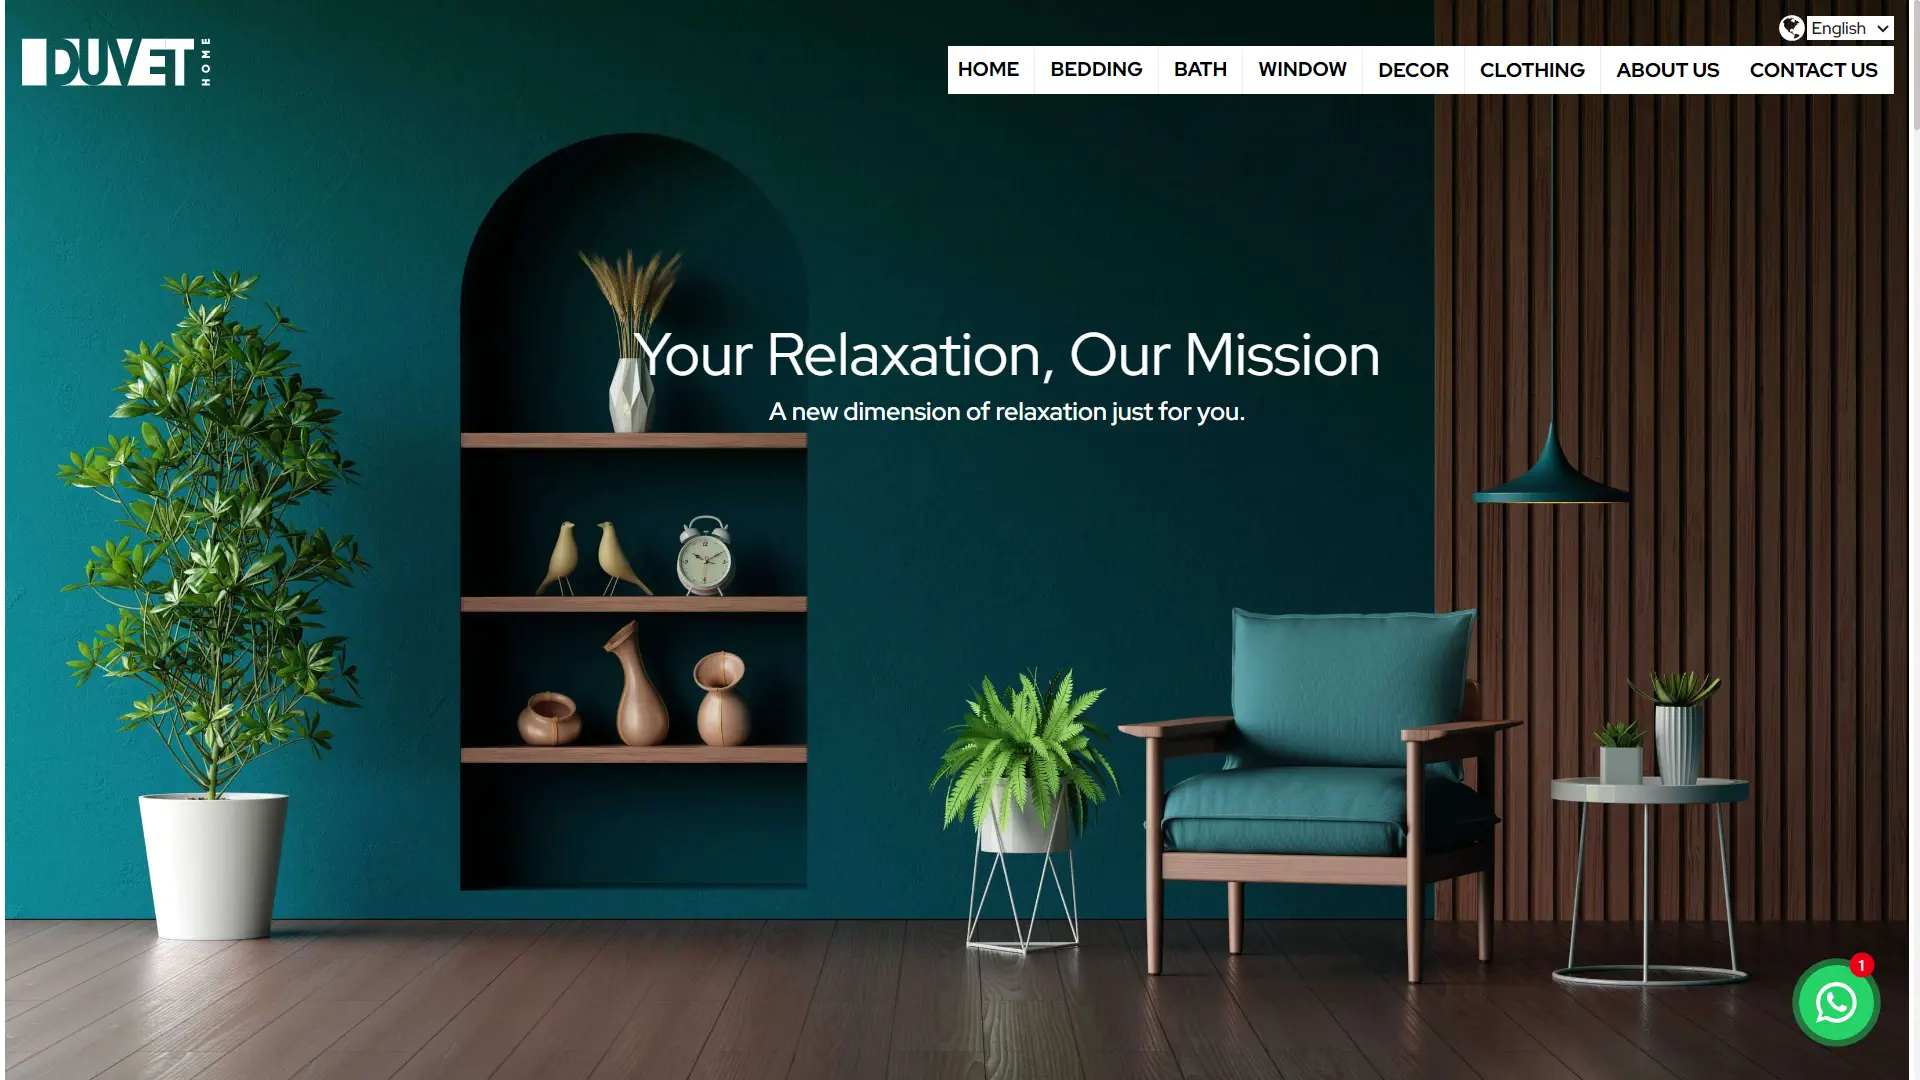 English
DUVET HOME
HOME BEDDING BATH WINDOW DECOR CLOTHING ABOUT US CONTACT US
Your Relaxation, Our Mission
A new dimension of relaxation just for you.
1